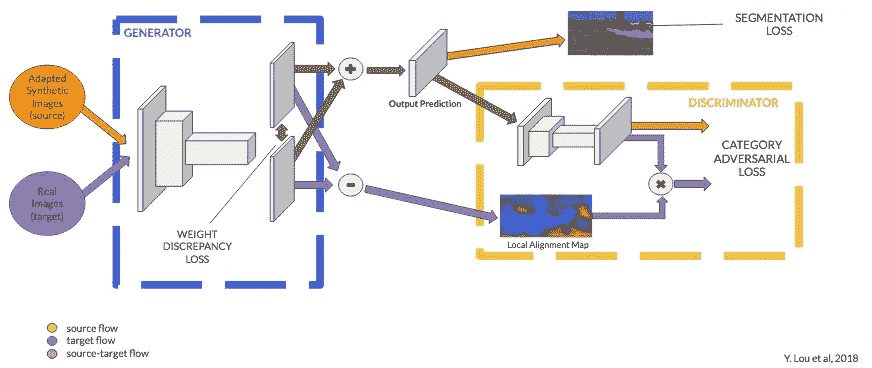 GENERATOR
SEGMENTATION
LOSS
Adapted
Synthetic
Images
(source)
+
Output Prediction
DISCRIMINATOR
CATEGORY
ADVERSARIAL
LOSS
Real
Images
(target)
-
×
WEIGHT
DISCREPANCY
LOSS
Local Alignment Map
source flow
target flow
source-target flow
Y. Lou et al, 2018